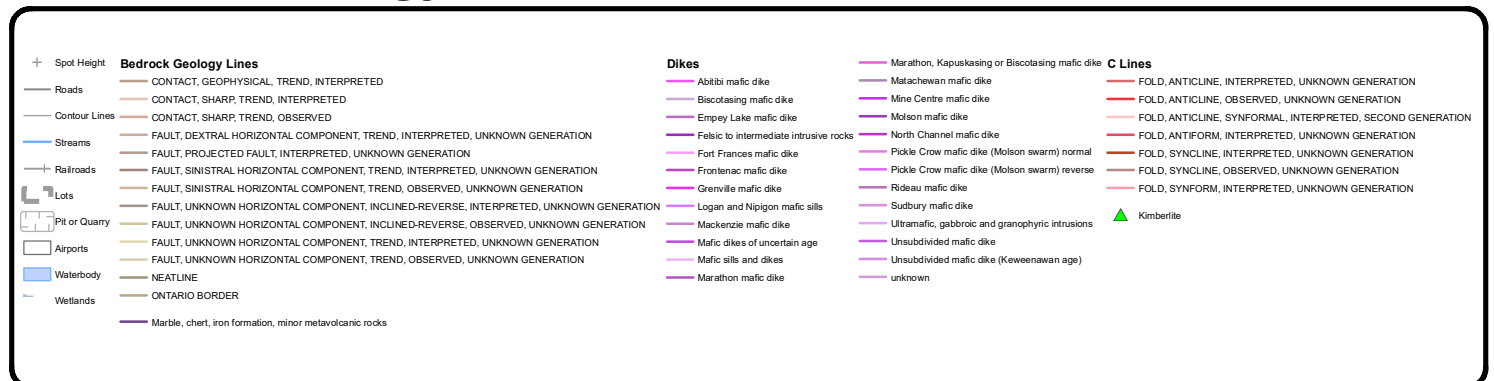 Spot Height
Roads
Contour Lines
Streams
Railroads
Lots
Pit or Quarry
Airports
Waterbody
Wetlands
Bedrock Geology Lines
CONTACT, GEOPHYSICAL, TREND, INTERPRETED
CONTACT, SHARP, TREND, INTERPRETED
CONTACT, SHARP, TREND, OBSERVED
FAULT, DEXTRAL HORIZONTAL COMPONENT, TREND, INTERPRETED, UNKNOWN GENERATION
FAULT, PROJECTED FAULT, INTERPRETED, UNKNOWN GENERATION
FAULT, SINISTRAL HORIZONTAL COMPONENT, TREND, INTERPRETED, UNKNOWN GENERATION
FAULT, SINISTRAL HORIZONTAL COMPONENT, TREND, OBSERVED, UNKNOWN GENERATION
FAULT, UNKNOWN HORIZONTAL COMPONENT, INCLINED-REVERSE, INTERPRETED, UNKNOWN GENERATION
FAULT, UNKNOWN HORIZONTAL COMPONENT, INCLINED-REVERSE, OBSERVED, UNKNOWN GENERATION
FAULT, UNKNOWN HORIZONTAL COMPONENT, TREND, INTERPRETED, UNKNOWN GENERATION
FAULT, UNKNOWN HORIZONTAL COMPONENT, TREND, OBSERVED, UNKNOWN GENERATION
NEATLINE
ONTARIO BORDER
Marble, chert, iron formation, minor metavolcanic rocks
Dikes
Abitibi mafic dike
Biscotasing mafic dike
Empey Lake mafic dike
Felsic to intermediate intrusive rocks
Fort Frances mafic dike
Frontenac mafic dike
Grenville mafic dike
Logan and Nipigon mafic sills
Mackenzie mafic dike
Mafic dikes of uncertain age
Mafic sills and dikes
Marathon mafic dike
Marathon, Kapuskasing or Biscotasing mafic dike
Matachewan mafic dike
Mine Centre mafic dike
Molson mafic dike
North Channel mafic dike
Pickle Crow mafic dike (Molson swarm) normal
Pickle Crow mafic dike (Molson swarm) reverse
Rideau mafic dike
Sudbury mafic dike
Ultramafic, gabbroic and granophyric intrusions
Unsubdivided mafic dike
Unsubdivided mafic dike (Keweenawan age)
unknown
C Lines
FOLD, ANTICLINE, INTERPRETED, UNKNOWN GENERATION
FOLD, ANTICLINE, OBSERVED, UNKNOWN GENERATION
FOLD, ANTICLINE, SYNFORMAL, INTERPRETED, SECOND GENERATION
FOLD, ANTIFORM, INTERPRETED, UNKNOWN GENERATION
FOLD, SYNCLINE, INTERPRETED, UNKNOWN GENERATION
FOLD, SYNCLINE, OBSERVED, UNKNOWN GENERATION
FOLD, SYNFORM, INTERPRETED, UNKNOWN GENERATION
Kimberlite